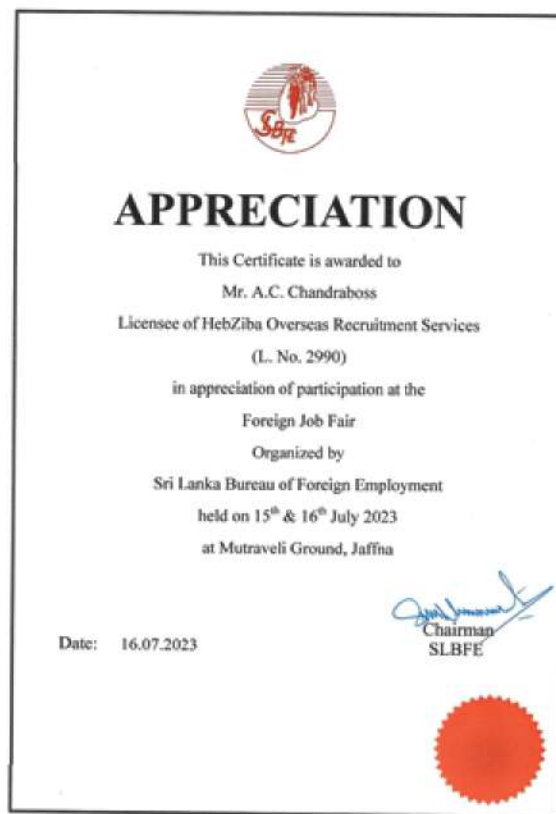 SLBFE
APPRECIATION
This Certificate is awarded to
Mr. A.C. Chandraboss
Licensee of HebZiba Overseas Recruitment Services
(L. No. 2990)
in appreciation of participation at the
Foreign Job Fair
Organized by
Sri Lanka Bureau of Foreign Employment
held on 15th & 16th July 2023
at Mutraveli Ground, Jaffna
Chairman
SLBFE
Date: 16.07.2023